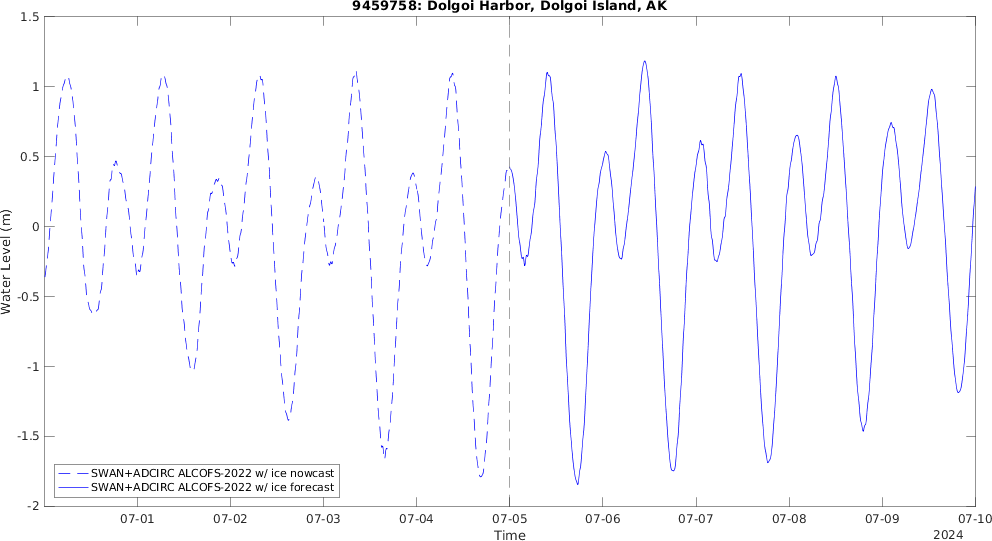 9459758: Dolgoi Harbor, Dolgoi Island, AK
1.5
1
0.5
0
-0.5
-1
-1.5
-2
Water Level (m)
SWAN+ADCIRC ALCOFS-2022 w/ ice nowcast
SWAN+ADCIRC ALCOFS-2022 w/ ice forecast
07-01 07-02 07-03 07-04 07-05 07-06 07-07 07-08 07-09 07-10
Time
2024